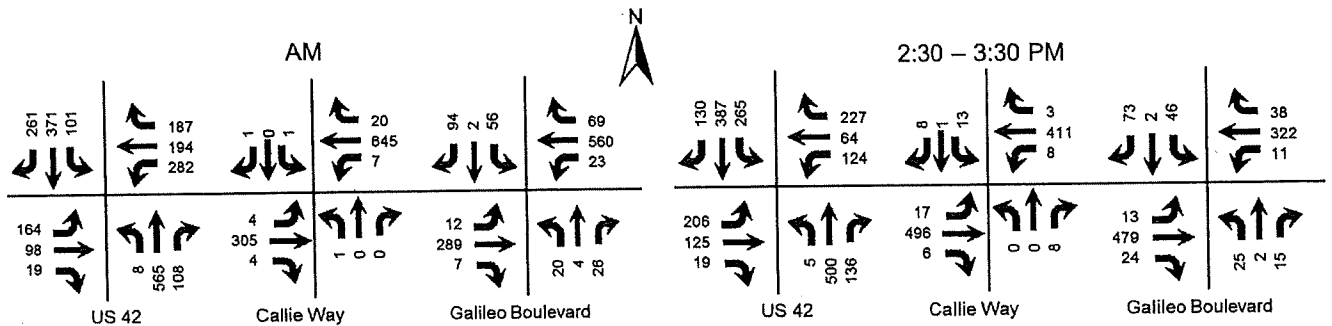 N
AM
2:30 – 3:30 PM
261 371 101
187
194
282
164
98
19
8 565 108
US 42
1 0 1
20
645
7
4
305
4
1 0 0
Callie Way
94 2 56
69
560
23
12
289
7
20 4 26
Galileo Boulevard
130 387 265
227
64
124
206
125
19
5 500 136
US 42
8 1 13
3
411
8
17
496
6
0 0 8
Callie Way
73 2 46
38
322
11
13
479
24
25 2 15
Galileo Boulevard